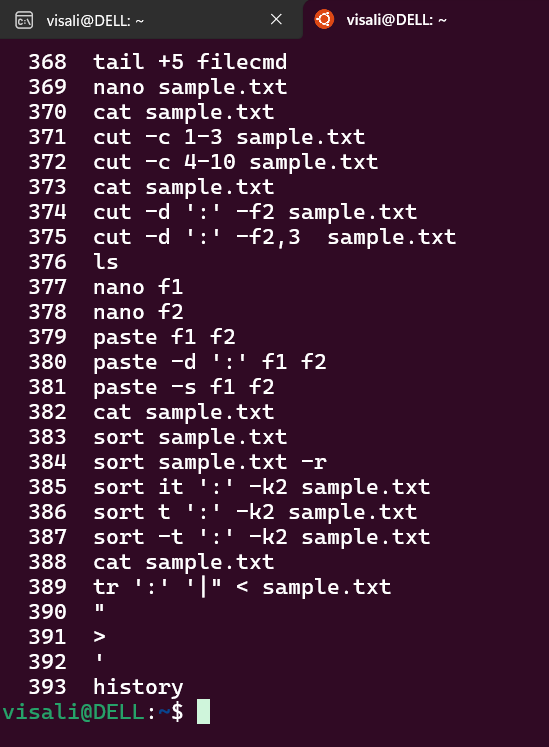 visali@DELL: ~ visali@DELL: ~
368 tail +5 filecmd
369 nano sample.txt
370 cat sample.txt
371 cut -c 1-3 sample.txt
372 cut -c 4-10 sample.txt
373 cat sample.txt
374 cut -d ':' -f2 sample.txt
375 cut -d ':' -f2,3  sample.txt
376 ls
377 nano f1
378 nano f2
379 paste f1 f2
380 paste -d ':' f1 f2
381 paste -s f1 f2
382 cat sample.txt
383 sort sample.txt
384 sort sample.txt -r
385 sort it ':' -k2 sample.txt
386 sort t ':' -k2 sample.txt
387 sort -t ':' -k2 sample.txt
388 cat sample.txt
389 tr ':' '|" < sample.txt
390 "
391 >
392 '
393 history
visali@DELL:~$